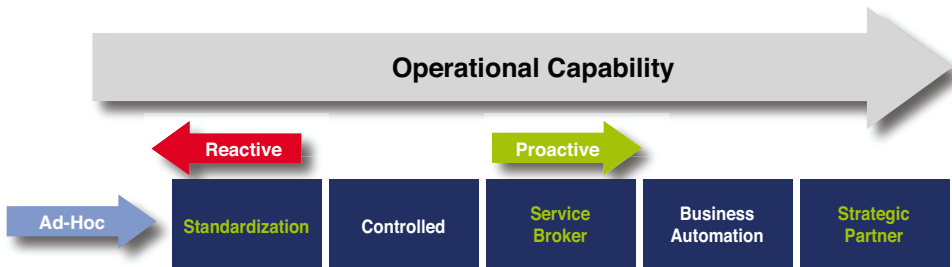 Operational Capability
Reactive
Proactive
Ad-Hoc
Standardization
Controlled
Service
Broker
Business
Automation
Strategic
Partner